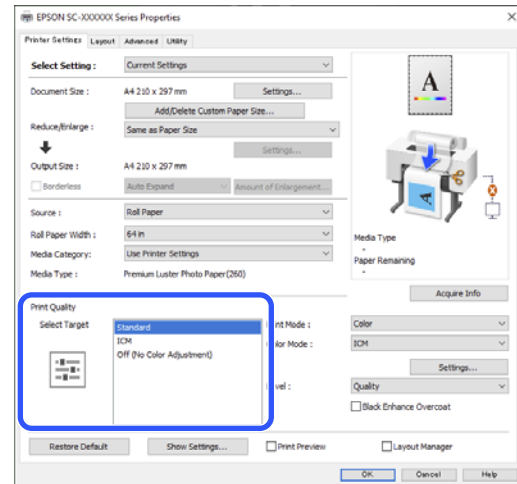 EPSON SC-XXXXXX Series Properties
Printer Settings Layout Advanced Utility
Select Setting : Current Settings
Document Size : A4 210 x 297 mm Settings...
Add/Delete Custom Paper Size...
Reduce/Enlarge : Same as Paper Size
Settings...
Output Size : A4 210 x 297 mm
Borderless Auto Expand Amount of Enlargement...
Source : Roll Paper
Roll Paper Width : 64 in
Media Category: Use Printer Settings
Media Type : Premium Luster Photo Paper(260)
A
A
Media Type
-
Paper Remaining
-
Acquire Info
Print Quality
Select Target
Standard
ICM
Off (No Color Adjustment)
nt Mode : Color
lor Mode : ICM
Settings...
vel : Quality
Black Enhance Overcoat
Restore Default Show Settings... Print Preview Layout Manager
OK Cancel Help